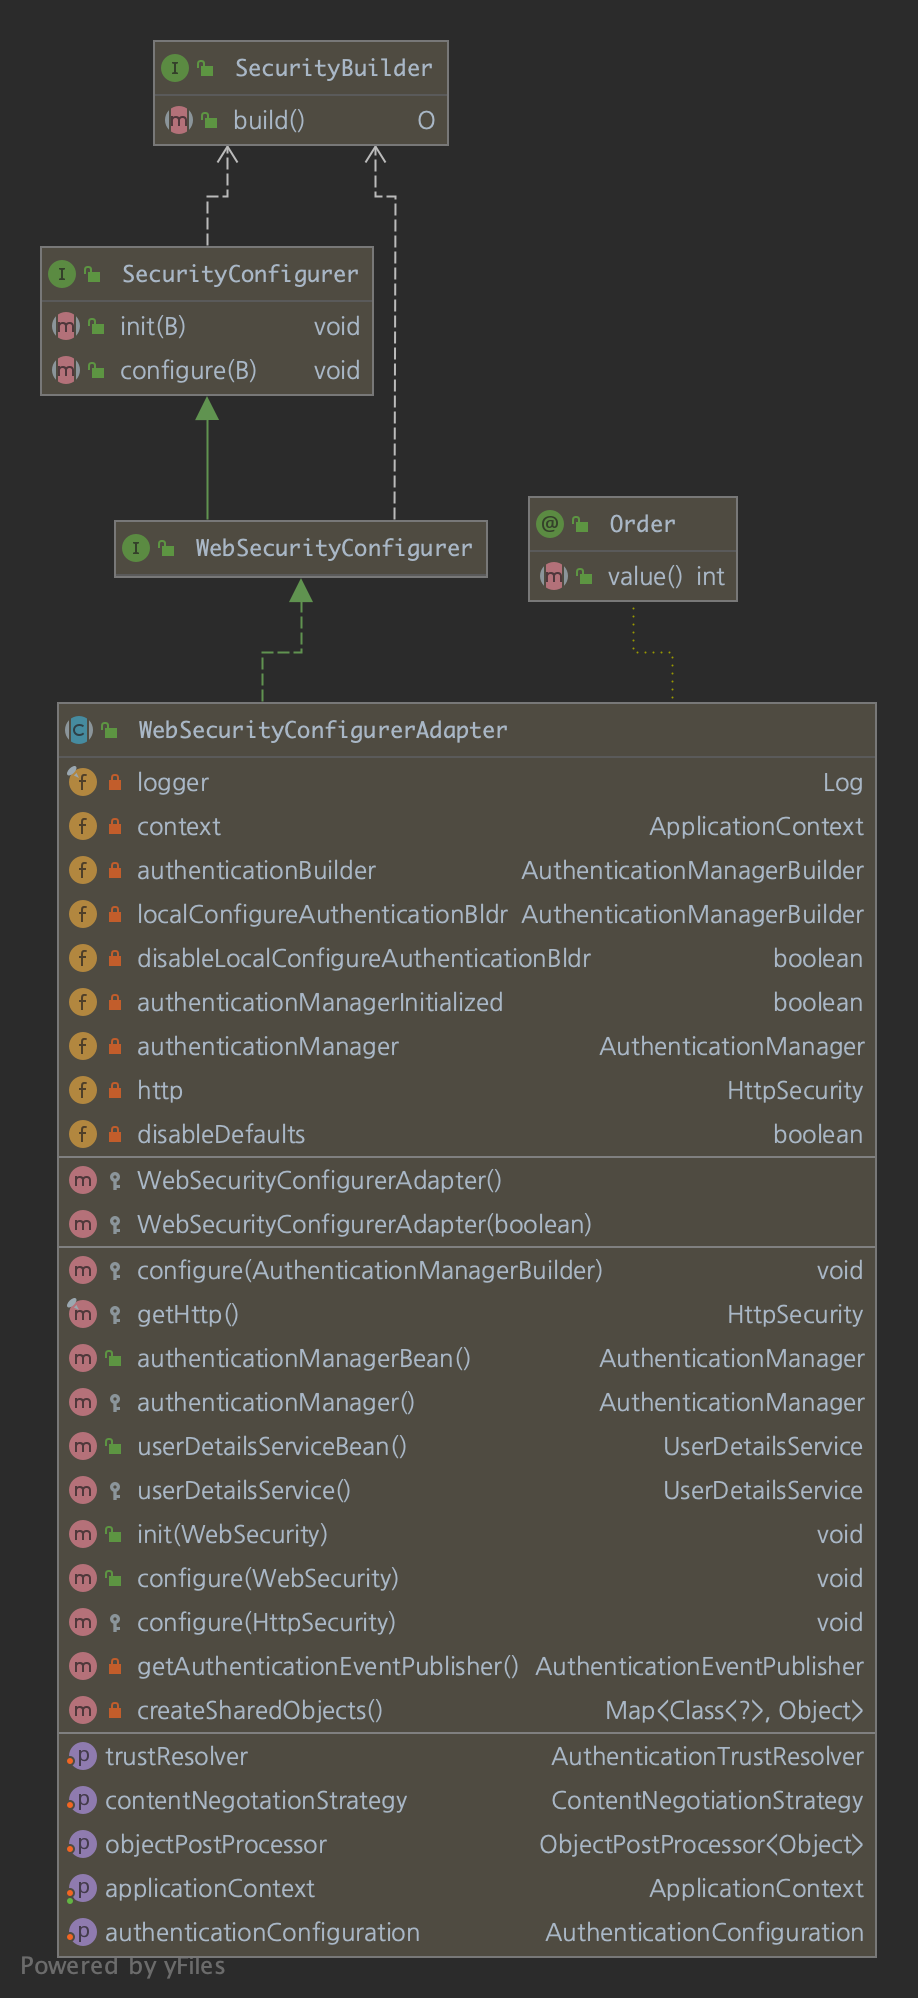 I SecurityBuilder
m build() O
I SecurityConfigurer
m init(B) void
m configure(B) void
I WebSecurityConfigurer
@ Order
m value() int
C WebSecurityConfigurerAdapter
f logger Log
f context ApplicationContext
f authenticationBuilder AuthenticationManagerBuilder
f localConfigureAuthenticationBldr AuthenticationManagerBuilder
f disableLocalConfigureAuthenticationBldr boolean
f authenticationManagerInitialized boolean
f authenticationManager AuthenticationManager
f http HttpSecurity
f disableDefaults boolean
m WebSecurityConfigurerAdapter()
m WebSecurityConfigurerAdapter(boolean)
m configure(AuthenticationManagerBuilder) void
m getHttp() HttpSecurity
m authenticationManagerBean() AuthenticationManager
m authenticationManager() AuthenticationManager
m userDetailsServiceBean() UserDetailsService
m userDetailsService() UserDetailsService
m init(WebSecurity) void
m configure(WebSecurity) void
m configure(HttpSecurity) void
m getAuthenticationEventPublisher() AuthenticationEventPublisher
m createSharedObjects() Map<Class<?>, Object>
p trustResolver AuthenticationTrustResolver
p contentNegotationStrategy ContentNegotiationStrategy
p objectPostProcessor ObjectPostProcessor<Object>
p applicationContext ApplicationContext
p authenticationConfiguration AuthenticationConfiguration
Powered by yFiles